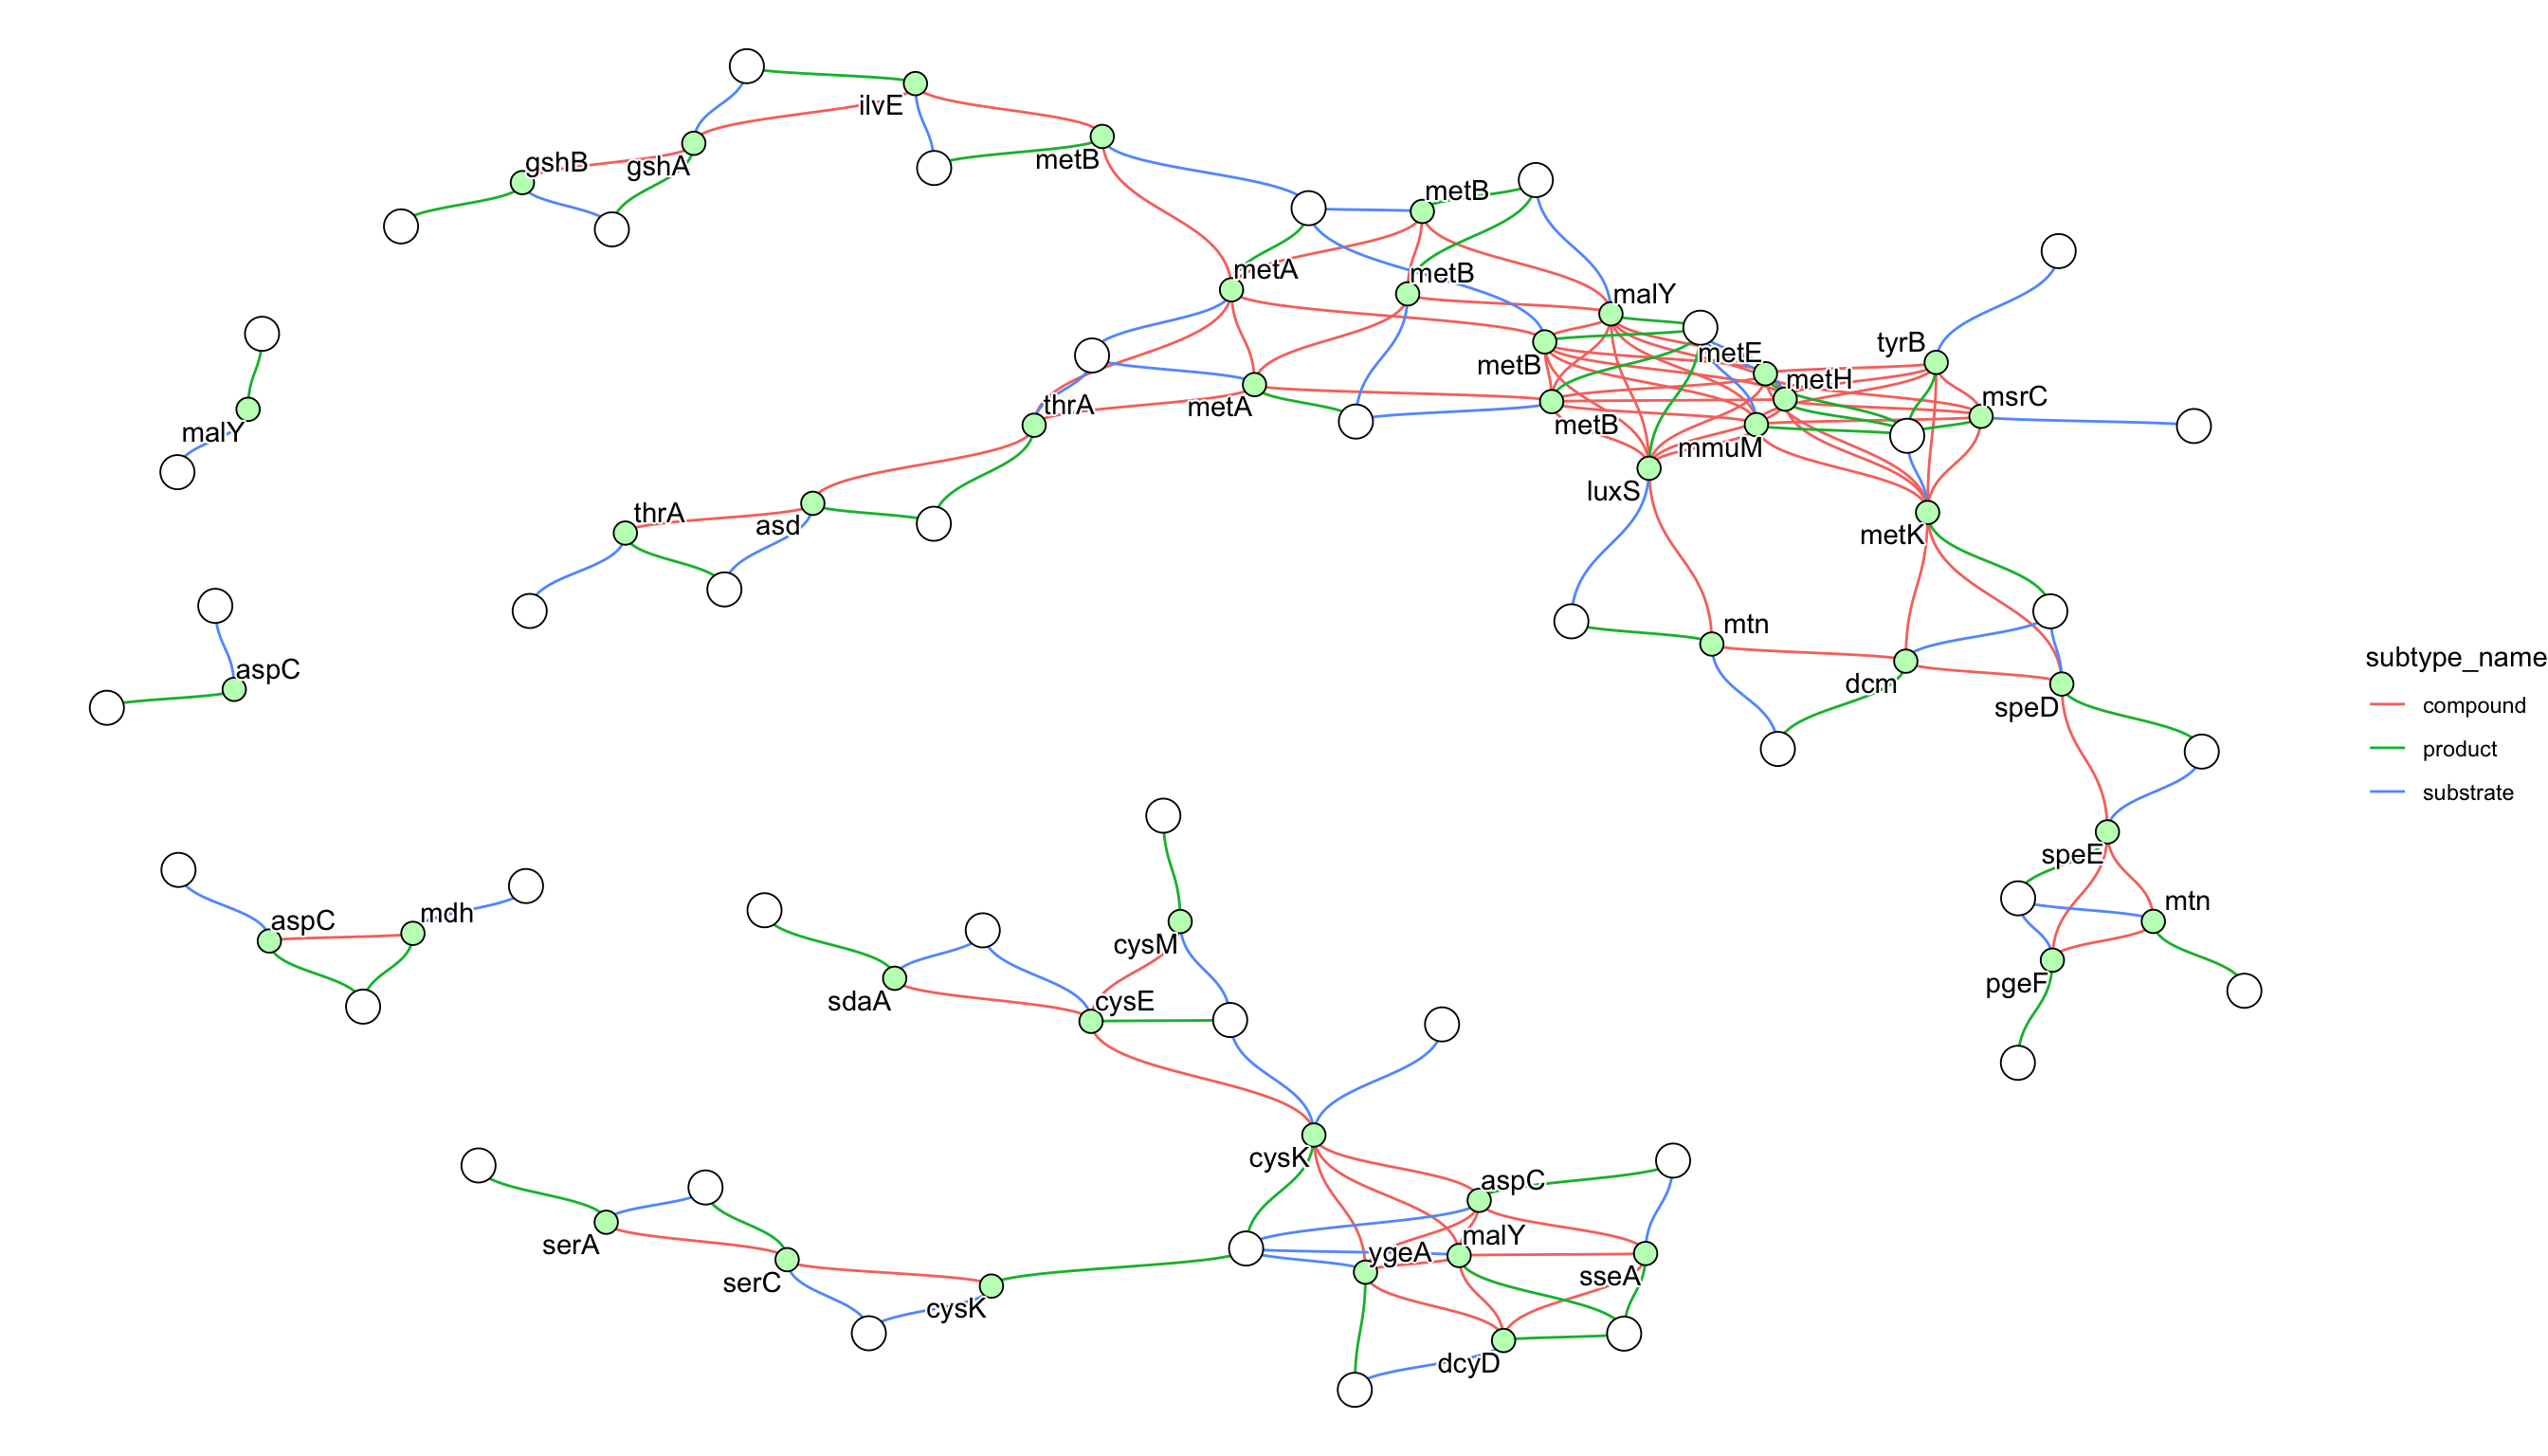 ilvE
metB
gshB
gshA
metB
metA
metB
malY
metE
tyrB
metB
metH
msrC
thrA
metA
metB
malY
mmuM
luxS
thrA
asd
metK
mtn
aspC
dcm
speD
subtype_name
compound
product
substrate
speE
mtn
aspC
mdh
cysM
pgeF
sdaA
cysE
cysK
aspC
serA
malY
ygeA
serC
sseA
cysK
dcyD